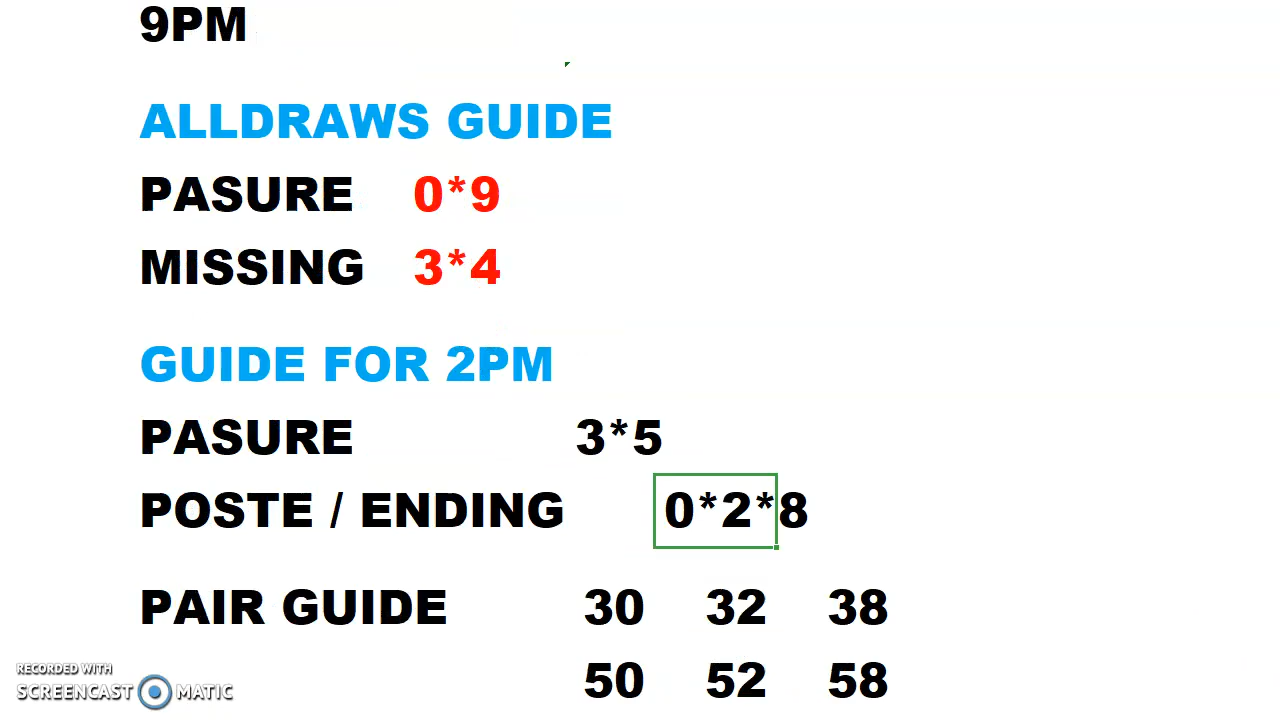 9PM
ALLDRAWS GUIDE
PASURE 0*9
MISSING 3*4
GUIDE FOR 2PM
PASURE 3*5
POSTE / ENDING 0*2*8
PAIR GUIDE 30 32 38
50 52 58
RECORDED WITH
SCREENCAST MATIC